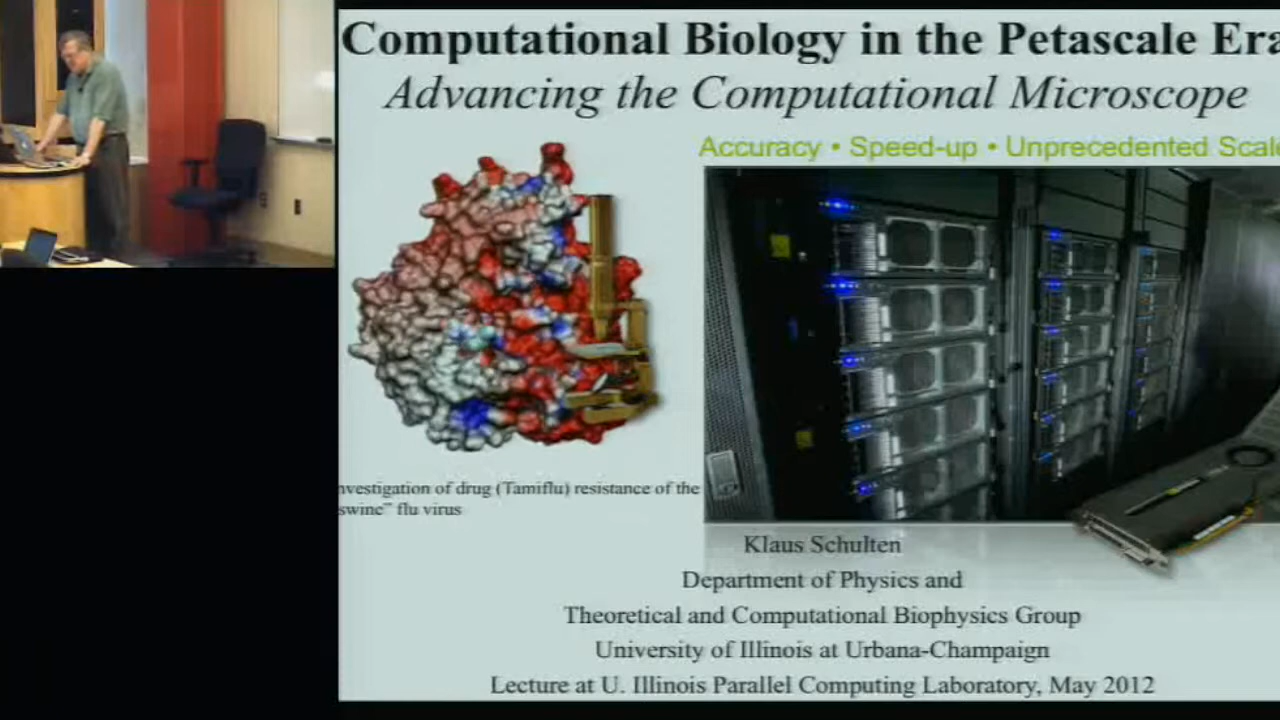 Computational Biology in the Petascale Era
Advancing the Computational Microscope
Accuracy • Speed-up • Unprecedented Scale
nvestigation of drug (Tamiflu) resistance of the
swine” flu virus
Klaus Schulten
Department of Physics and
Theoretical and Computational Biophysics Group
University of Illinois at Urbana-Champaign
Lecture at U. Illinois Parallel Computing Laboratory, May 2012